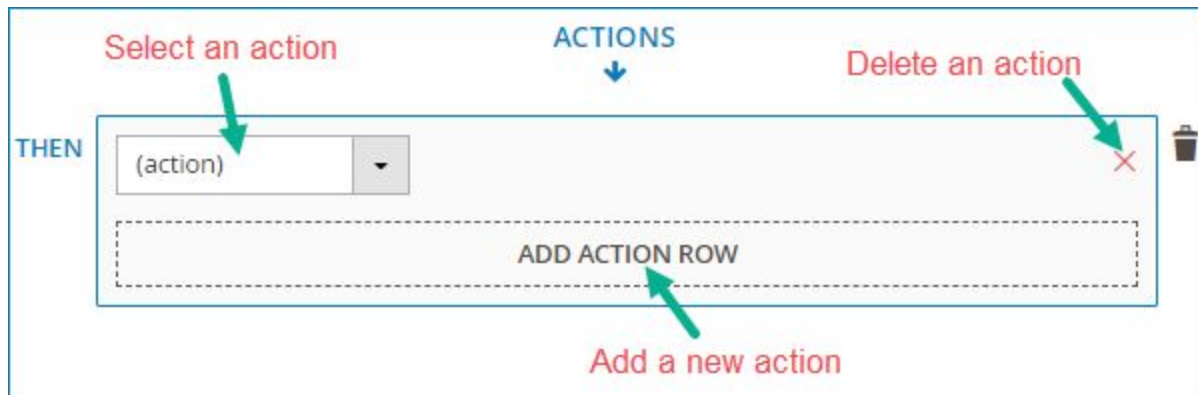 Select an action
ACTIONS
Delete an action
THEN
(action)
ADD ACTION ROW
Add a new action